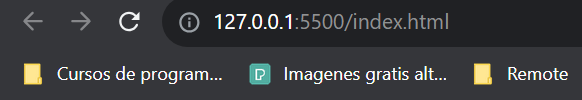 127.0.0.1:5500/index.html
Cursos de program... Imagenes gratis alt... Remote